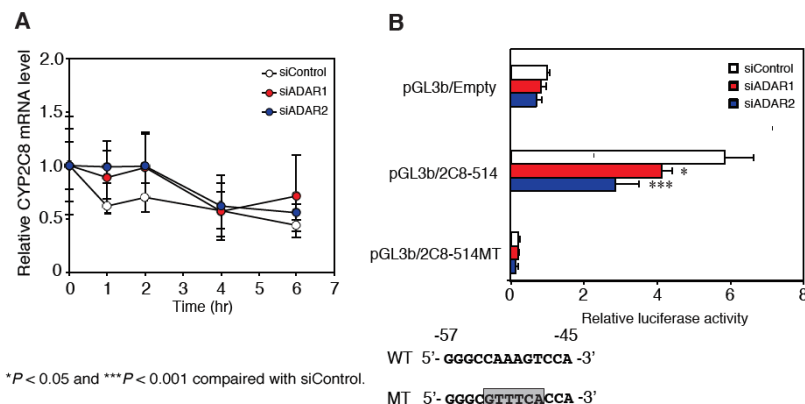 A
Relative CYP2C8 mRNA level
2.0
1.5
1.0
0.5
0
0 1 2 3 4 5 6 7
Time (hr)
siControl
siADAR1
siADAR2
*P < 0.05 and ***P < 0.001 compaired with siControl.
B
pGL3b/Empty
pGL3b/2C8-514
pGL3b/2C8-514MT
siControl
siADAR1
siADAR2
*
***
0 2 4 6 8
Relative luciferase activity
-57 -45
WT 5'- GGGCCAAAGTCCA -3'
MT 5'- GGGCGTTTCACCA -3'